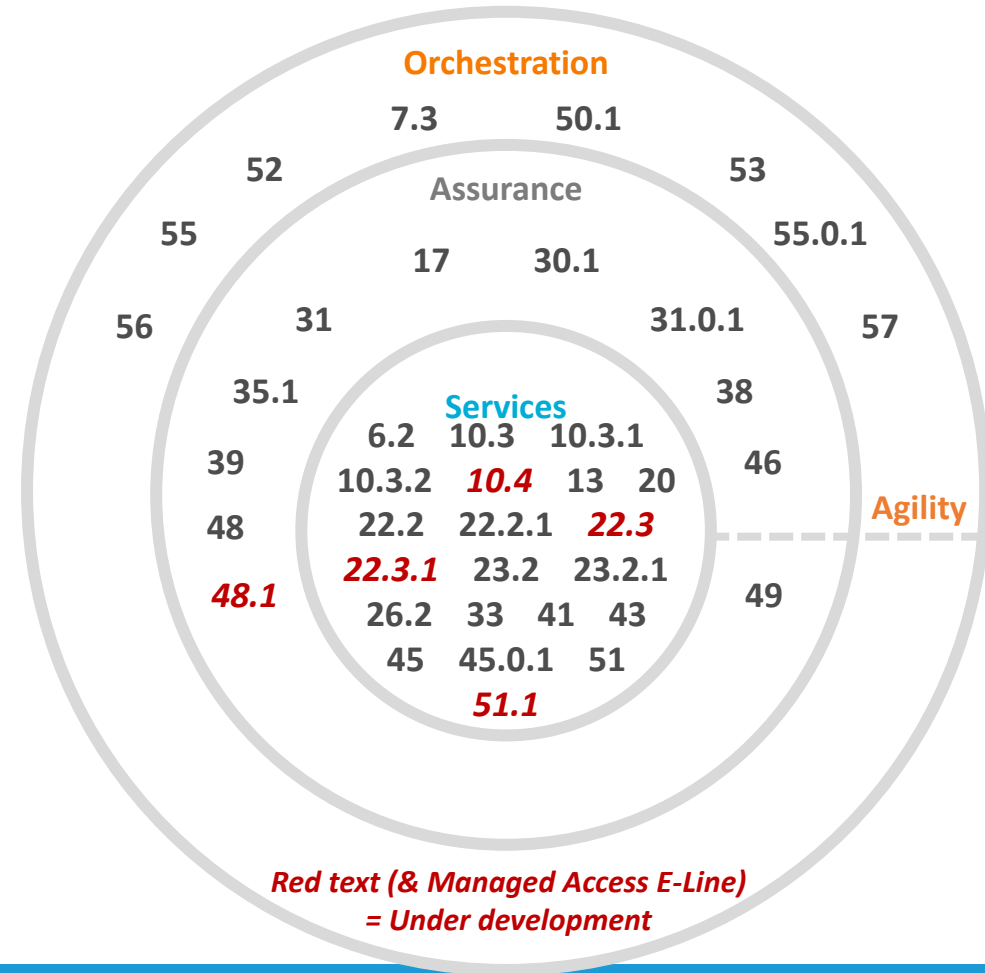 Orchestration
7.3 50.1
52 53
Assurance
55 55.0.1
17 30.1
56 31 31.0.1 57
35.1 38
Services
6.2 10.3 10.3.1
39 46
10.3.2 10.4 13 20
Agility
48 22.2 22.2.1 22.3
22.3.1 23.2 23.2.1
48.1 49
26.2 33 41 43
45 45.0.1 51
51.1
Red text (& Managed Access E-Line)
= Under development